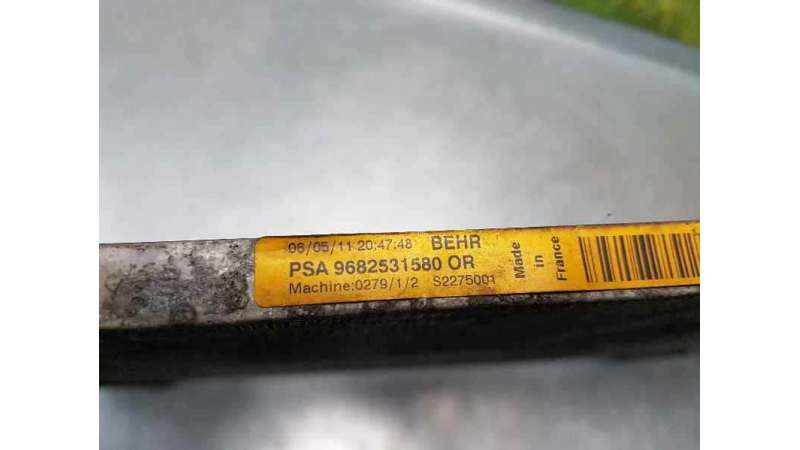 06/05/11 20:47:48 BEHR
PSA 9682531580 OR
Machine:0279/1/2 S2275001
Made
in
France